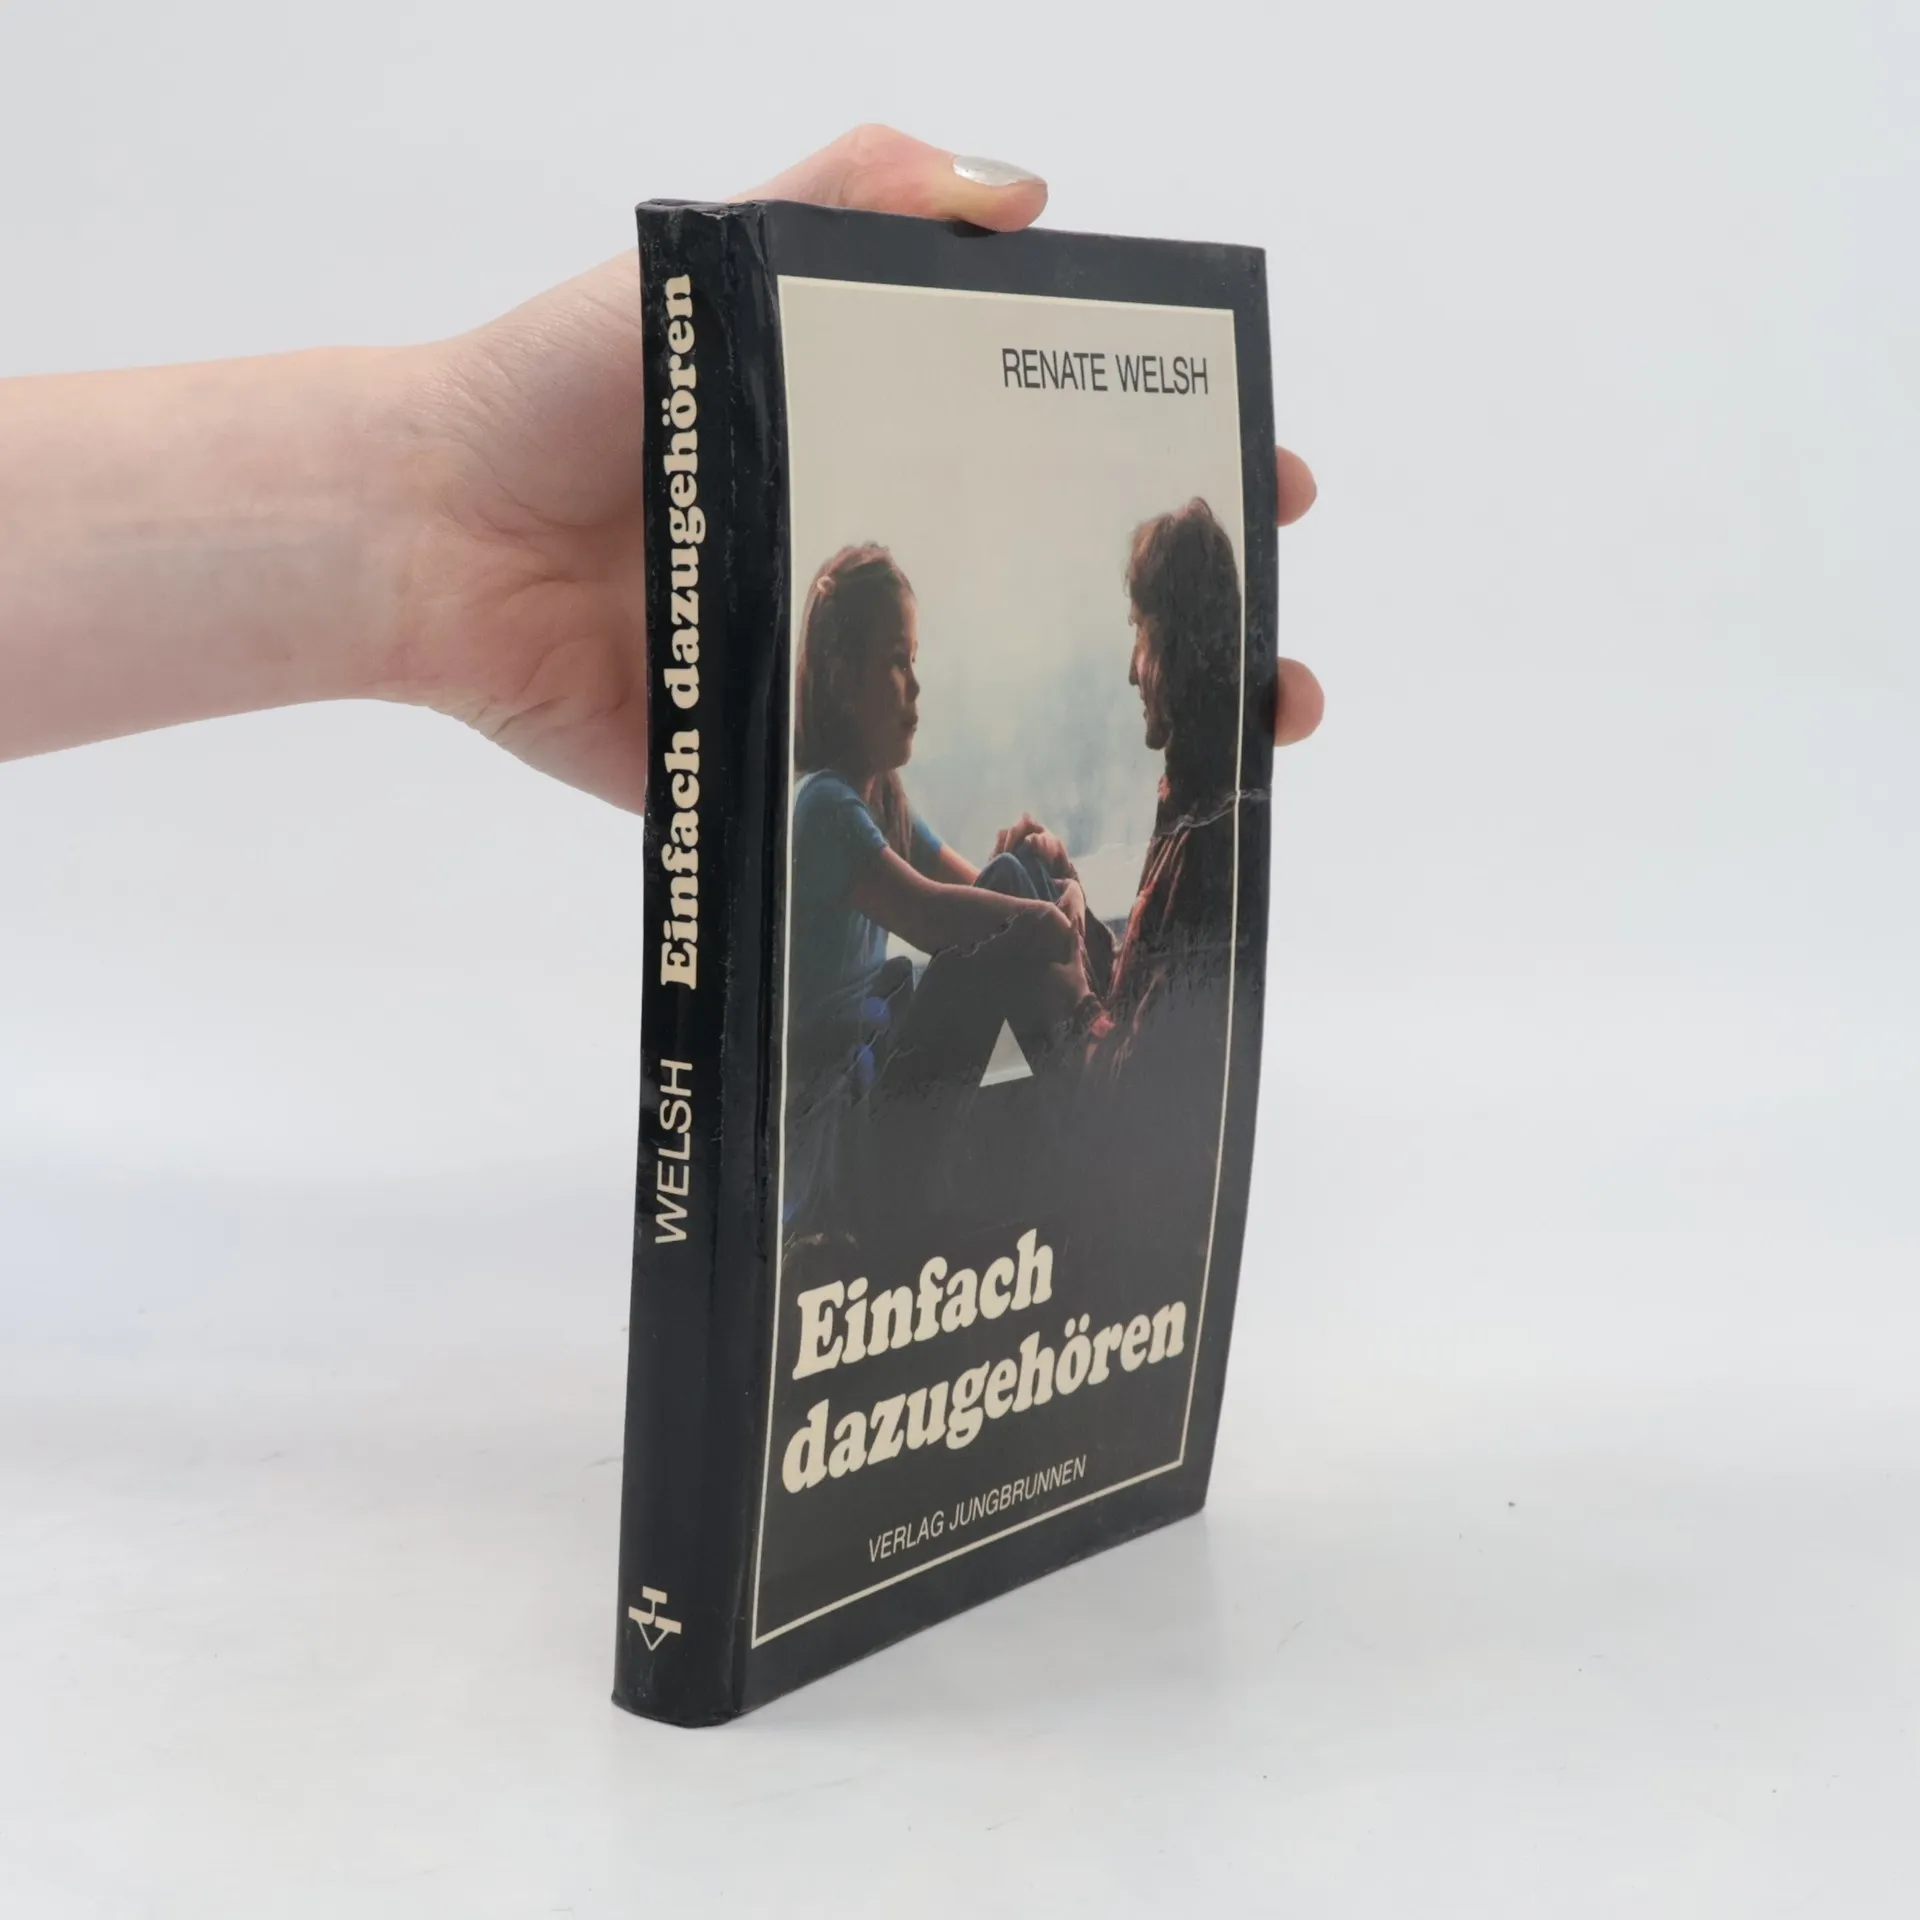 WELSH Einfach dazugehören
RENATE WELSH
Einfach
dazugehören
VERLAG JUNGBRUNNEN